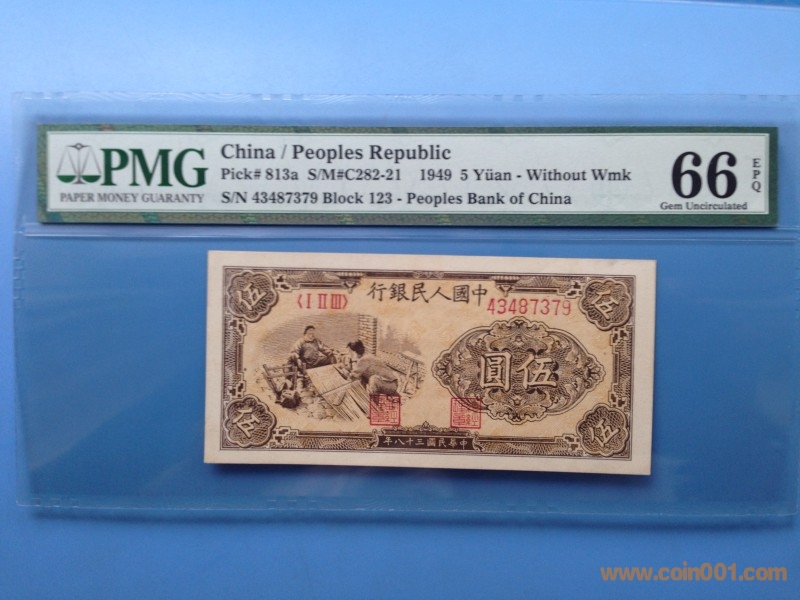 PMG
PAPER MONEY GUARANTY
China / Peoples Republic
Pick# 813a S/M#C282-21 1949 5 Yüan - Without Wmk
S/N 43487379 Block 123 - Peoples Bank of China
66
EPQ
Gem Uncirculated
行銀民人國中
〈I II III〉
43487379
伍
伍
圓伍
伍
伍
年八十三國民華中
www.coin001.com